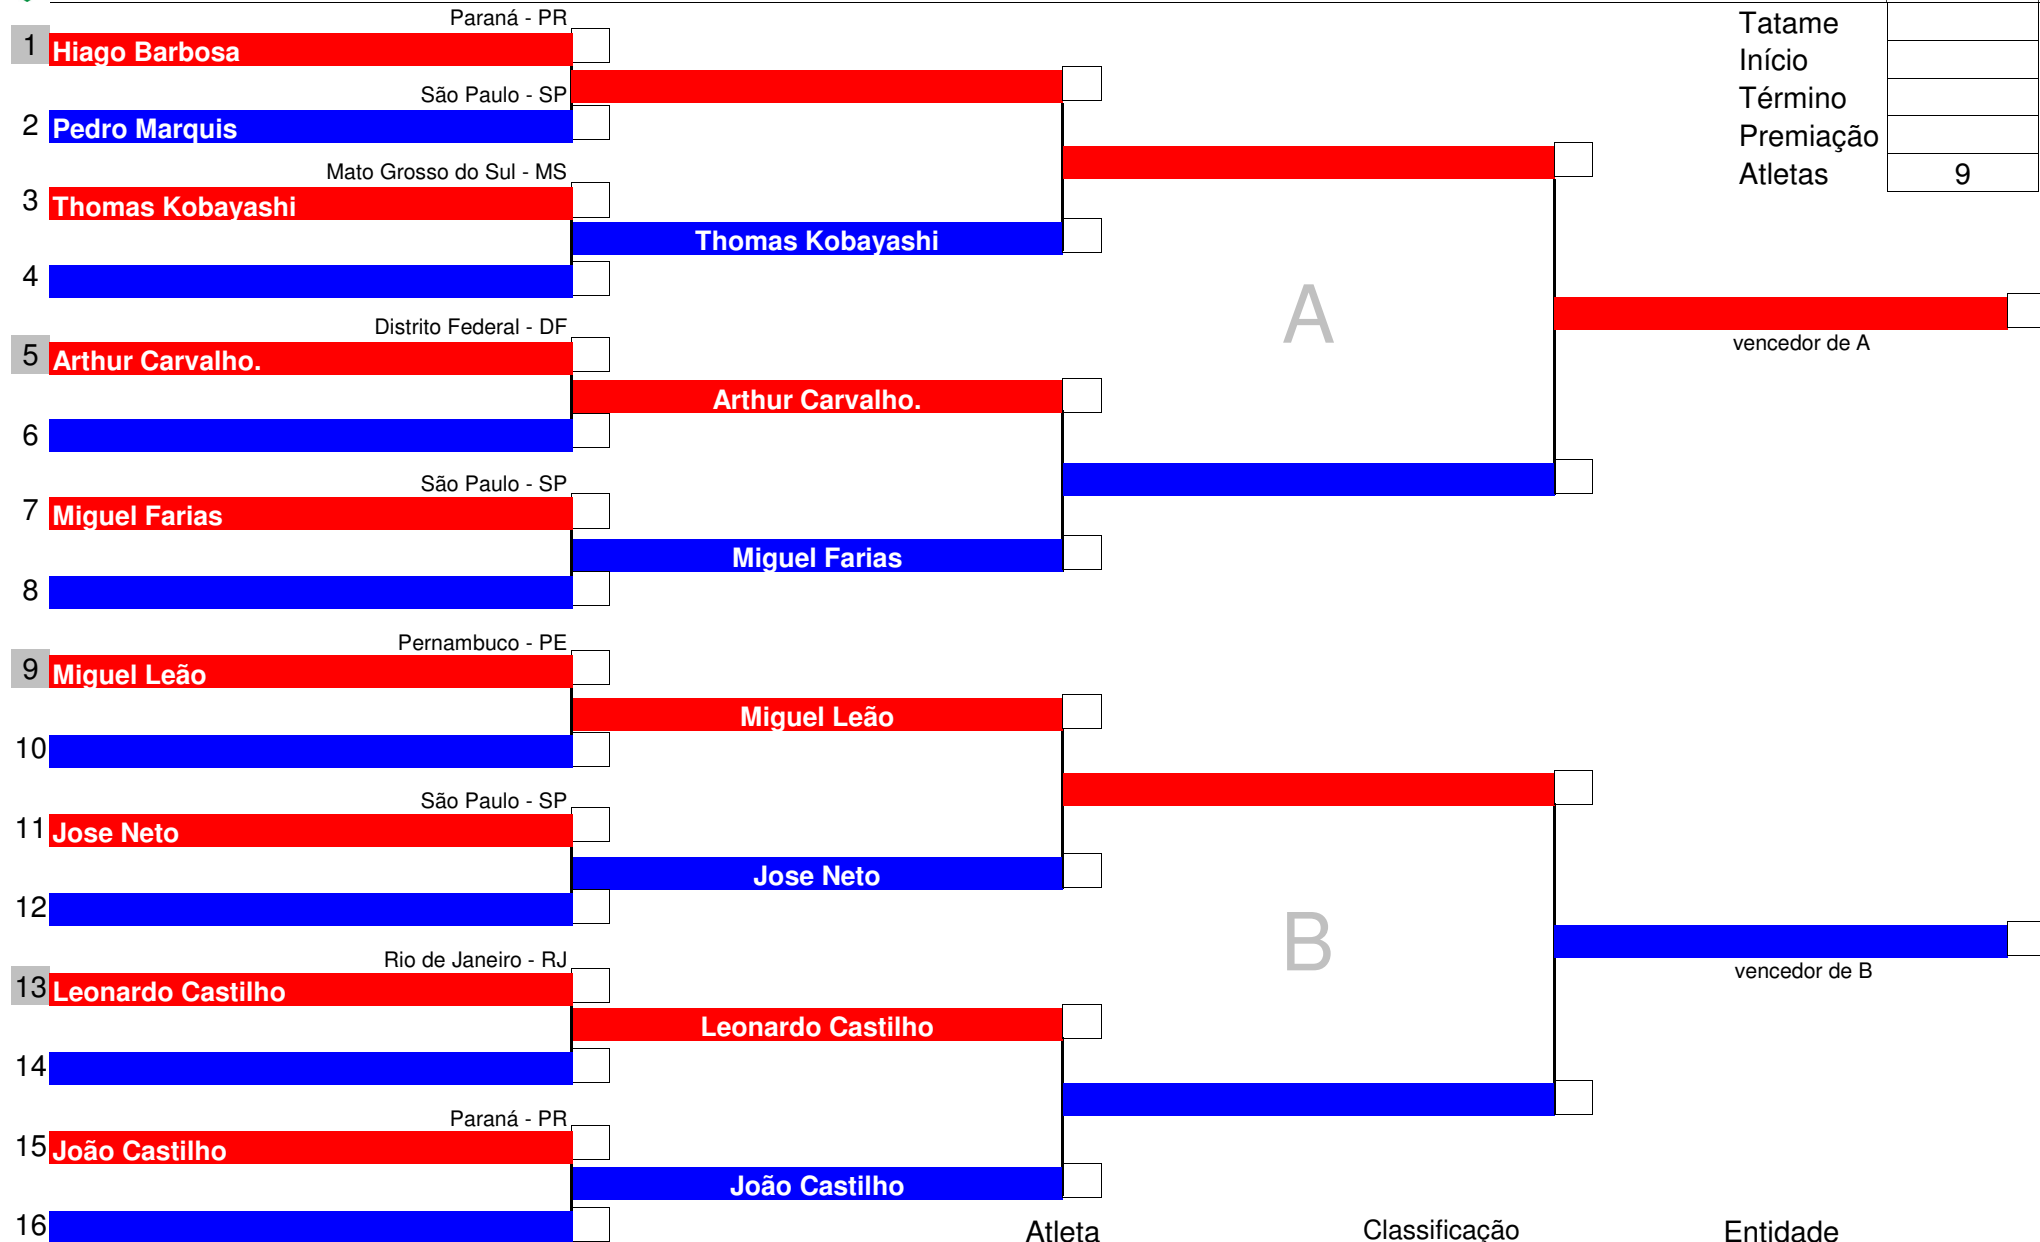 Paraná - PR
1 Hiago Barbosa
São Paulo - SP
2 Pedro Marquis
Mato Grosso do Sul - MS
3 Thomas Kobayashi
Thomas Kobayashi
4
Distrito Federal - DF
5 Arthur Carvalho.
Arthur Carvalho.
6
São Paulo - SP
7 Miguel Farias
Miguel Farias
8
Pernambuco - PE
9 Miguel Leão
Miguel Leão
10
São Paulo - SP
11 Jose Neto
Jose Neto
12
Rio de Janeiro - RJ
13 Leonardo Castilho
Leonardo Castilho
14
Paraná - PR
15 João Castilho
João Castilho
16
A
B
vencedor de A
vencedor de B
Tatame
Início
Término
Premiação
Atletas 9
Atleta Classificação Entidade